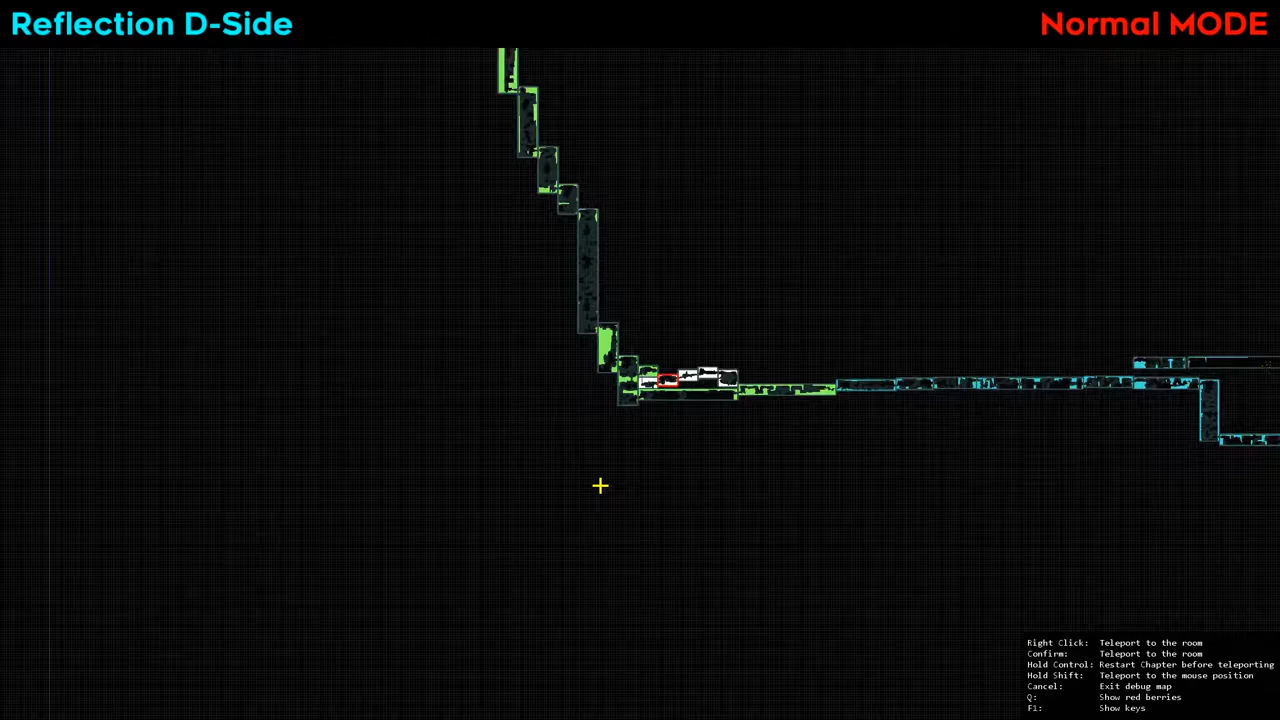 Reflection D-Side
Normal MODE
Right Click: Teleport to the room
Confirm: Teleport to the room
Hold Control: Restart Chapter before teleporting
Hold Shift: Teleport to the mouse position
Cancel: Exit debug map
Q: Show red berries
F1: Show keys